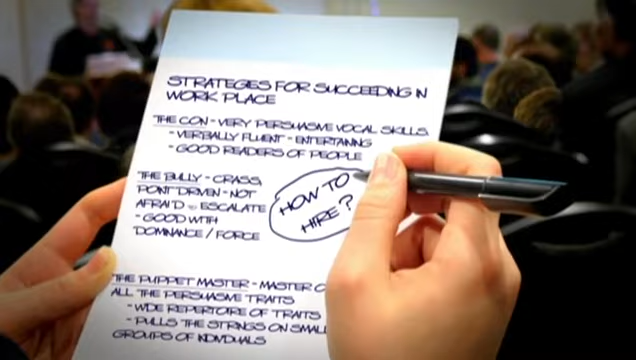 STRATEGIES FOR SUCCEEDING IN
WORK PLACE
THE CON - VERY PERSUASIVE VOCAL SKILLS
- VERBALLY FLUENT - ENTERTAINING
- GOOD READERS OF PEOPLE
THE BULLY - CRASS,
POINT DRIVEN - NOT
AFRAID - ESCALATE
- GOOD WITH
DOMINANCE / FORCE
HOW TO
HIRE?
THE PUPPET MASTER - MASTER O
ALL THE PERSUASIVE TRAITS
- WIDE REPERTOIRE OF TRAITS
- PULLS THE STRINGS ON SMALL
GROUPS OF INDIVIDUALS